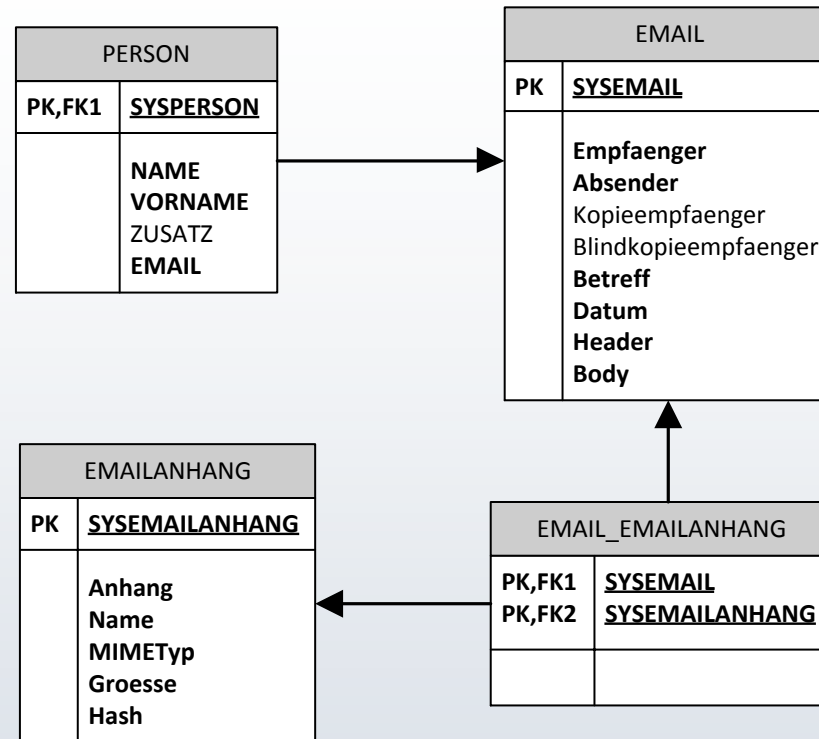 PERSON
PK,FK1 SYSPERSON
NAME
VORNAME
ZUSATZ
EMAIL
EMAIL
PK SYSEMAIL
Empfaenger
Absender
Kopieempfaenger
Blindkopieempfaenger
Betreff
Datum
Header
Body
EMAILANHANG
PK SYSEMAILANHANG
Anhang
Name
MIMETyp
Groesse
Hash
EMAIL_EMAILANHANG
PK,FK1 SYSEMAIL
PK,FK2 SYSEMAILANHANG